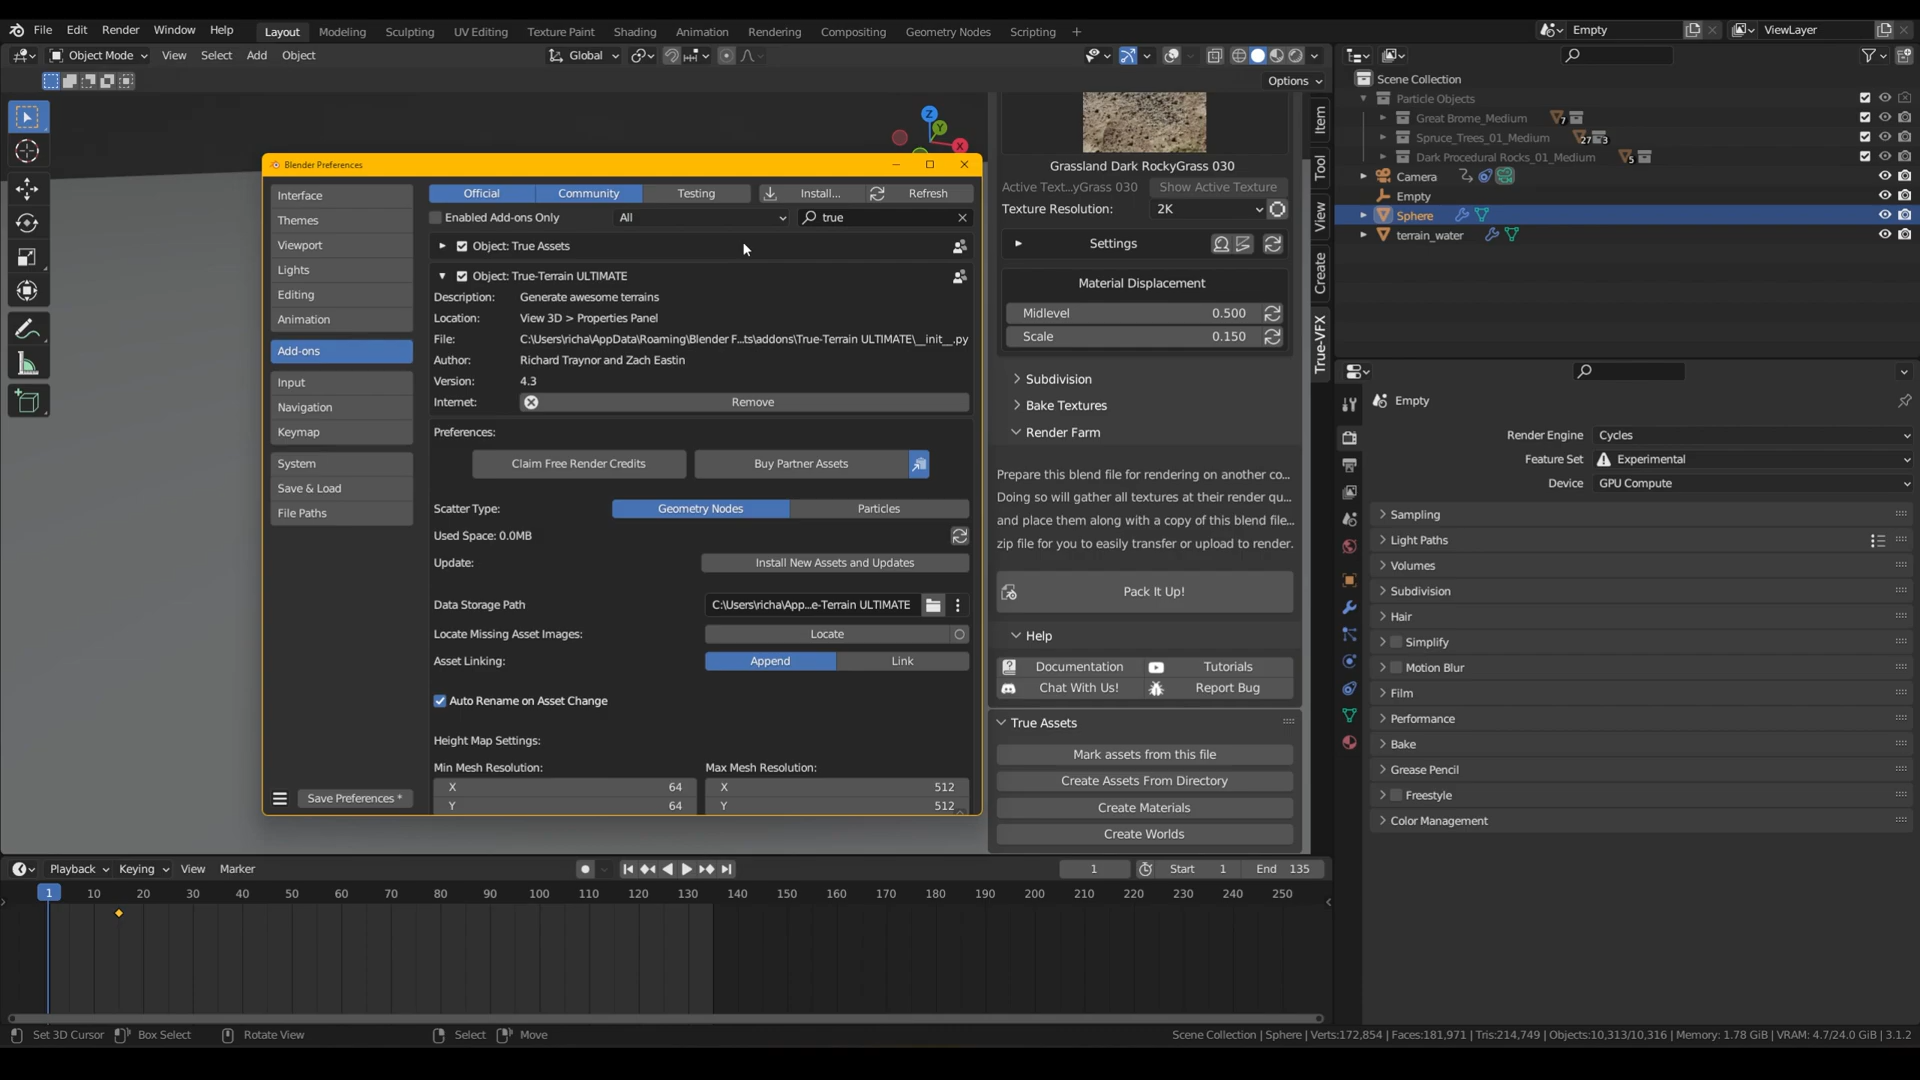 File Edit Render Window Help Layout Modeling Sculpting UV Editing Texture Paint Shading Animation Rendering Compositing Geometry Nodes Scripting + Empty ViewLayer
Object Mode View Select Add Object Global
Options
Scene Collection
Particle Objects
Great Brome_Medium 7
Spruce_Trees_01_Medium 27 3
Dark Procedural Rocks_01_Medium 5
Camera
Empty
Sphere
terrain_water
Z
Y
X
Item
Tool
View
Create
True-VFX
Grassland Dark RockyGrass 030
Active Text...yGrass 030 Show Active Texture
Texture Resolution: 2K
Settings
Material Displacement
Midlevel 0.500
Scale 0.150
Subdivision
Bake Textures
Render Farm
Prepare this blend file for rendering on another co...
Doing so will gather all textures at their render qu...
and place them along with a copy of this blend file...
zip file for you to easily transfer or upload to render.
Pack It Up!
Help
Documentation Tutorials
Chat With Us! Report Bug
True Assets
Mark assets from this file
Create Assets From Directory
Create Materials
Create Worlds
Blender Preferences
Interface
Themes
Viewport
Lights
Editing
Animation
Add-ons
Input
Navigation
Keymap
System
Save & Load
File Paths
Save Preferences *
Official Community Testing Install... Refresh
Enabled Add-ons Only All true
Object: True Assets
Object: True-Terrain ULTIMATE
Description: Generate awesome terrains
Location: View 3D > Properties Panel
File: C:\Users\richa\AppData\Roaming\Blender F...ts\addons\True-Terrain ULTIMATE\__init__.py
Author: Richard Traynor and Zach Eastin
Version: 4.3
Internet: Remove
Preferences:
Claim Free Render Credits Buy Partner Assets
Scatter Type: Geometry Nodes Particles
Used Space: 0.0MB
Update: Install New Assets and Updates
Data Storage Path C:\Users\richa\App...e-Terrain ULTIMATE
Locate Missing Asset Images: Locate
Asset Linking: Append Link
Auto Rename on Asset Change
Height Map Settings:
Min Mesh Resolution: Max Mesh Resolution:
X 64 X 512
Y 64 Y 512
Empty
Render Engine Cycles
Feature Set Experimental
Device GPU Compute
Sampling
Light Paths
Volumes
Subdivision
Hair
Simplify
Motion Blur
Film
Performance
Bake
Grease Pencil
Freestyle
Color Management
Playback Keying View Marker 1 Start 1 End 135
1 10 20 30 40 50 60 70 80 90 100 110 120 130 140 150 160 170 180 190 200 210 220 230 240 250
Set 3D Cursor Box Select Rotate View Select Move Scene Collection | Sphere | Verts:172,854 | Faces:181,971 | Tris:214,749 | Objects:10,313/10,316 | Memory: 1.78 GiB | VRAM: 4.7/24.0 GiB | 3.1.2